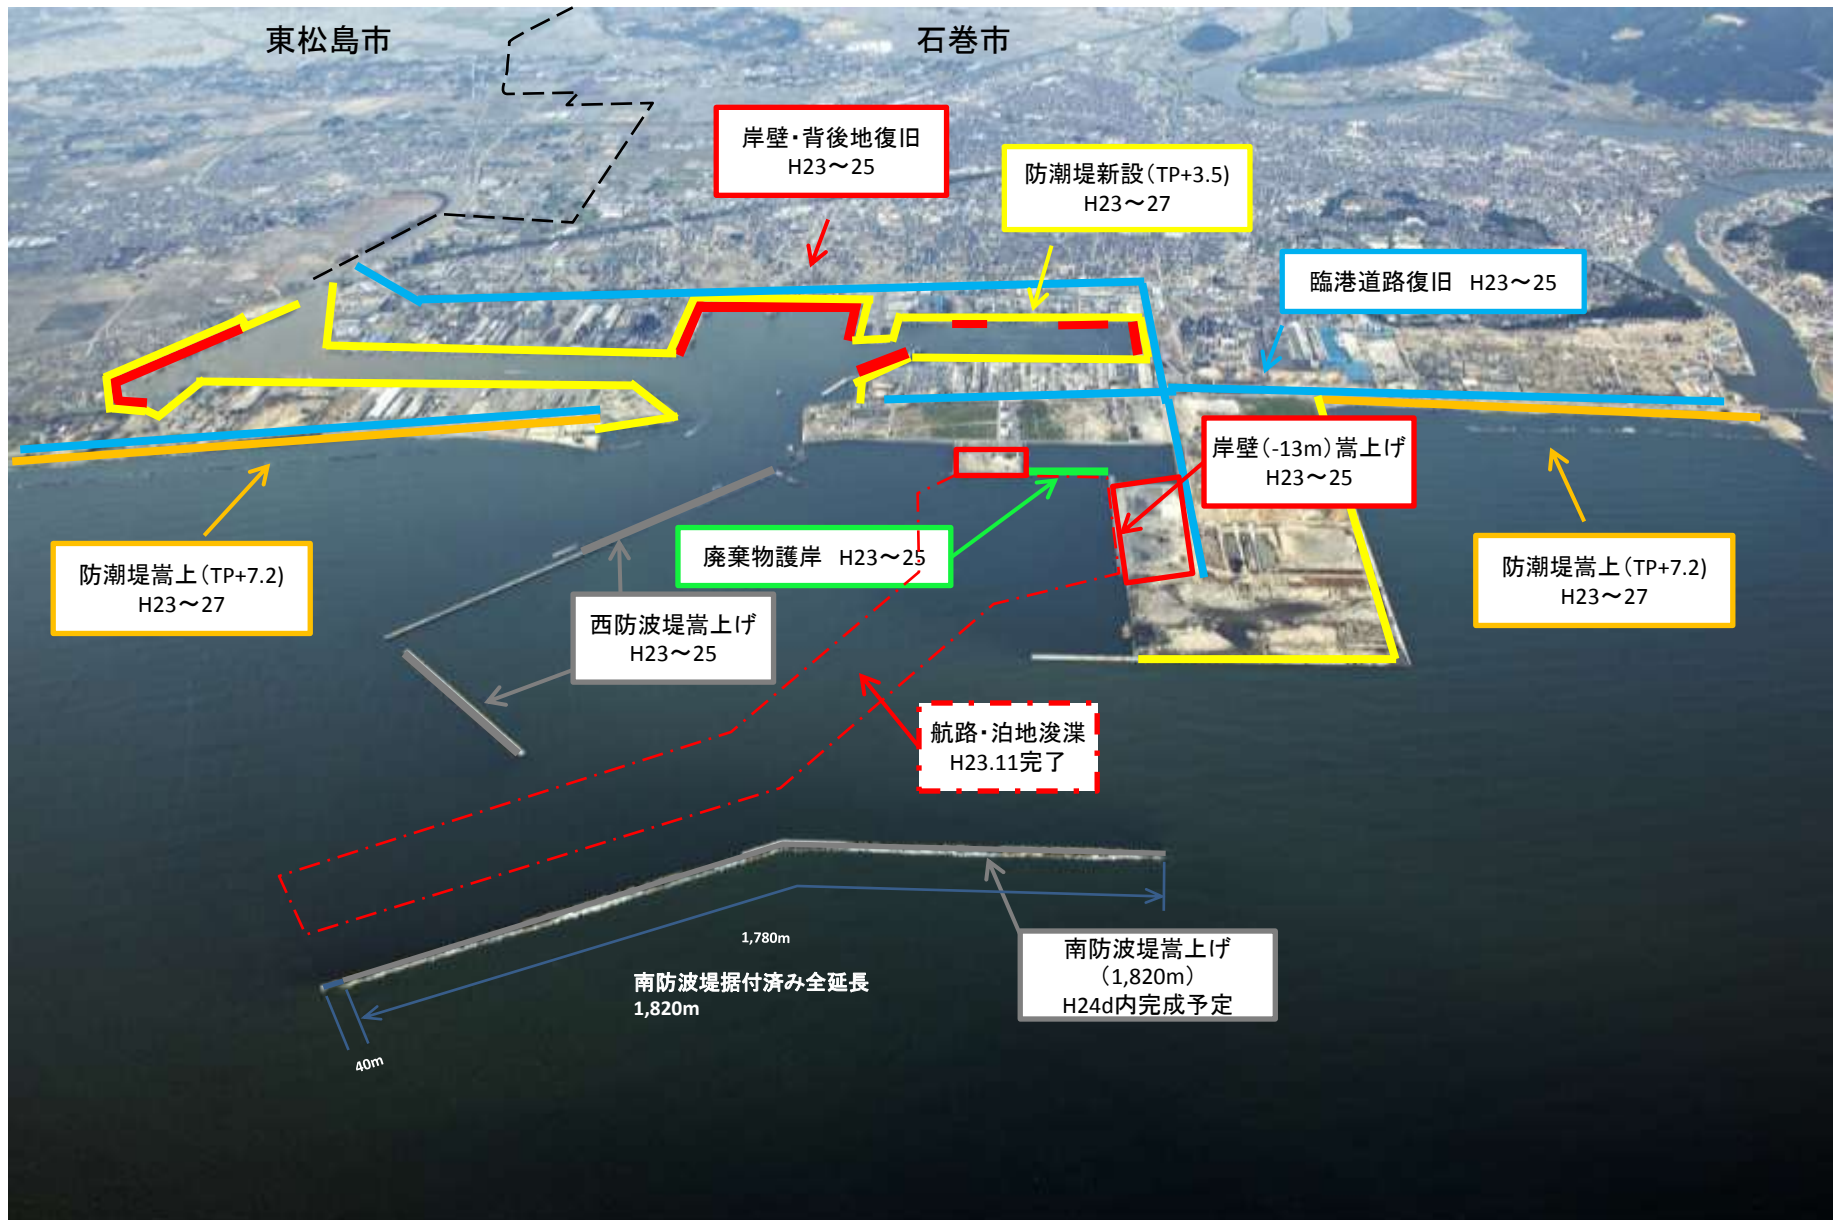 東松島市
石巻市
岸壁・背後地復旧
H23～25
防潮堤新設（TP+3.5)
H23～27
臨港道路復旧 H23～25
岸壁（-13m）嵩上げ
H23～25
廃棄物護岸 H23～25
防潮堤嵩上（TP+7.2)
H23～27
防潮堤嵩上（TP+7.2)
H23～27
西防波堤嵩上げ
H23～25
航路・泊地浚渫
H23.11完了
1,780m
南防波堤据付済み全延長
1,820m
南防波堤嵩上げ
（1,820m）
H24d内完成予定
40m